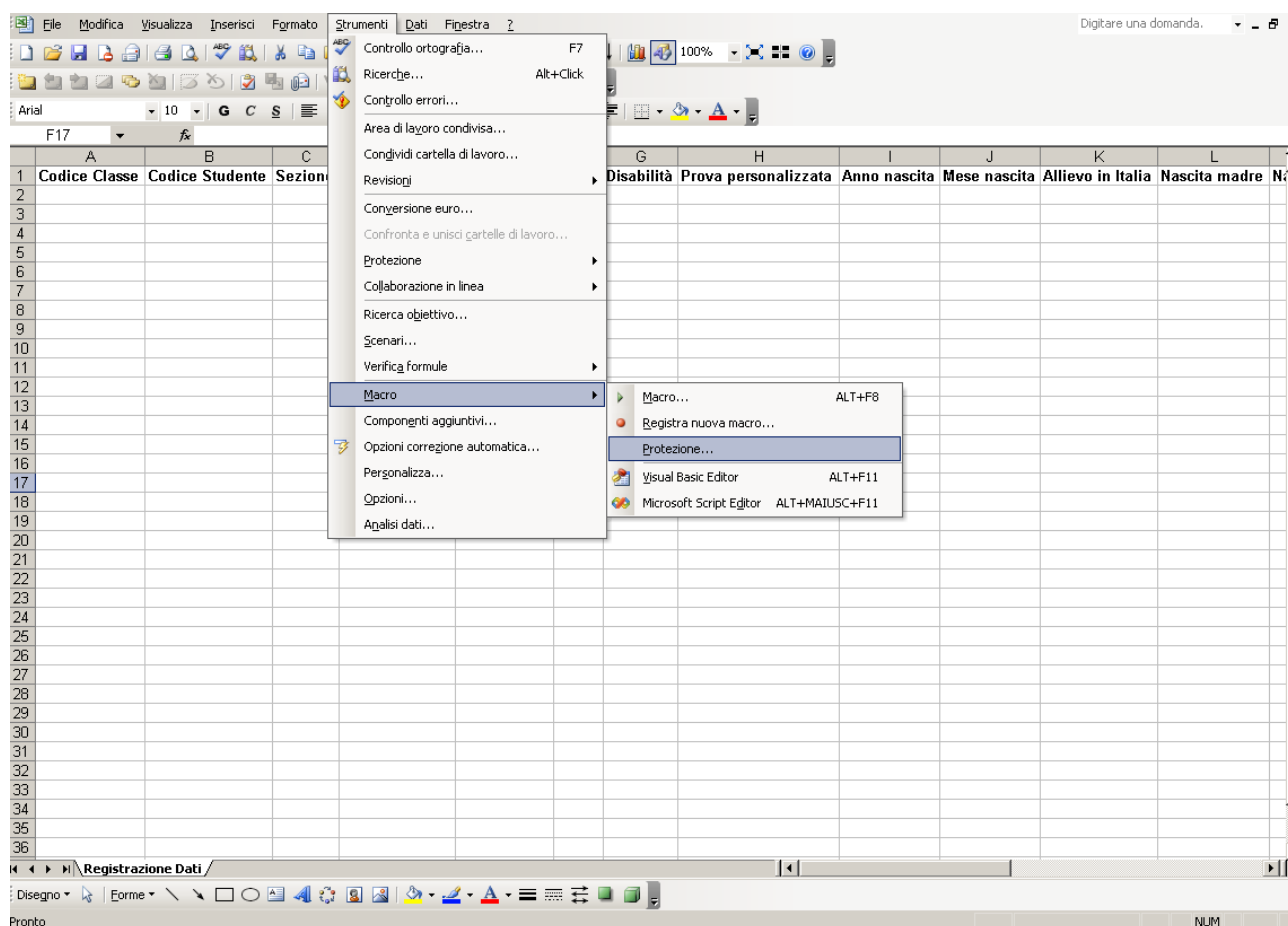 File Modifica Visualizza Inserisci Formato Strumenti Dati Finestra ? Digitare una domanda.
100%
Arial 10 G C S
F17 fx
Controllo ortografia... F7
Ricerche... Alt+Click
Controllo errori...
Area di lavoro condivisa...
Condividi cartella di lavoro...
Revisioni
Conversione euro...
Confronta e unisci cartelle di lavoro...
Protezione
Collaborazione in linea
Ricerca obiettivo...
Scenari...
Verifica formule
Macro
Componenti aggiuntivi...
Opzioni correzione automatica...
Personalizza...
Opzioni...
Analisi dati...
Macro... ALT+F8
Registra nuova macro...
Protezione...
Visual Basic Editor ALT+F11
Microsoft Script Editor ALT+MAIUSC+F11
A B C G H I J K L
1 Codice Classe Codice Studente Disabilità Prova personalizzata Anno nascita Mese nascita Allievo in Italia Nascita madre
2
3
4
5
6
7
8
9
10
11
12
13
14
15
16
17
18
19
20
21
22
23
24
25
26
27
28
29
30
31
32
33
34
35
36
Registrazione Dati
Disegno Forme
Pronto NUM